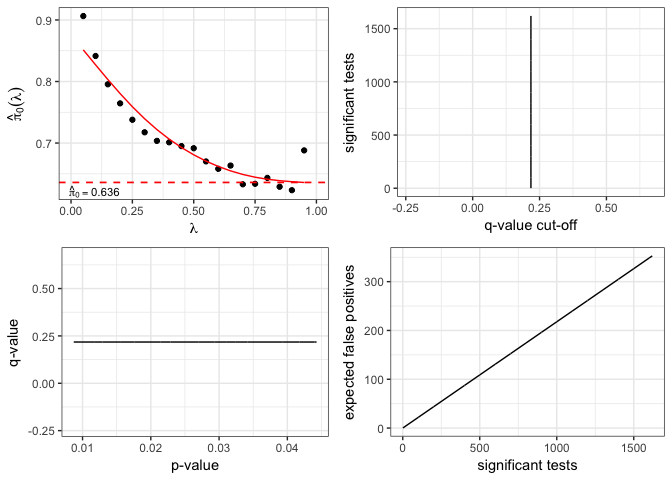 0.9
0.8
0.7
π̂₀(λ)
π̂₀ = 0.636
0.00 0.25 0.50 0.75 1.00
λ
1500
1000
500
0
significant tests
-0.25 0.00 0.25 0.50
q-value cut-off
0.50
0.25
0.00
-0.25
q-value
0.01 0.02 0.03 0.04
p-value
300
200
100
0
expected false positives
0 500 1000 1500
significant tests